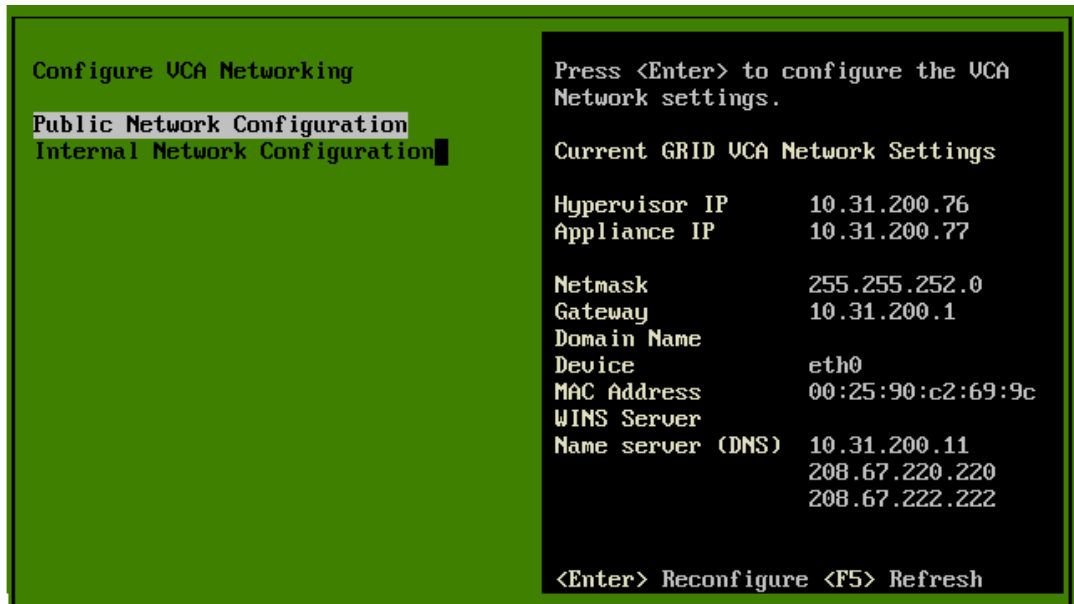 Configure VCA Networking
Public Network Configuration
Internal Network Configuration
Press <Enter> to configure the VCA
Network settings.
Current GRID VCA Network Settings
Hypervisor IP 10.31.200.76
Appliance IP 10.31.200.77
Netmask 255.255.252.0
Gateway 10.31.200.1
Domain Name
Device eth0
MAC Address 00:25:90:c2:69:9c
WINS Server
Name server (DNS) 10.31.200.11
208.67.220.220
208.67.222.222
<Enter> Reconfigure <F5> Refresh